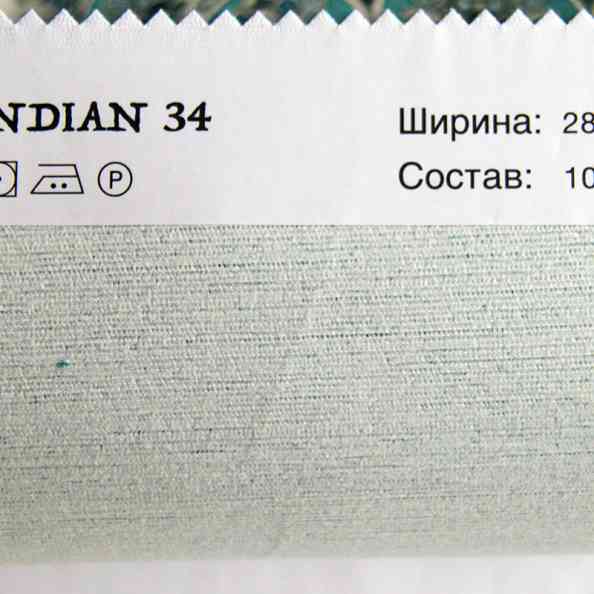 NDIAN 34
Ширина: 28
Состав: 10
P